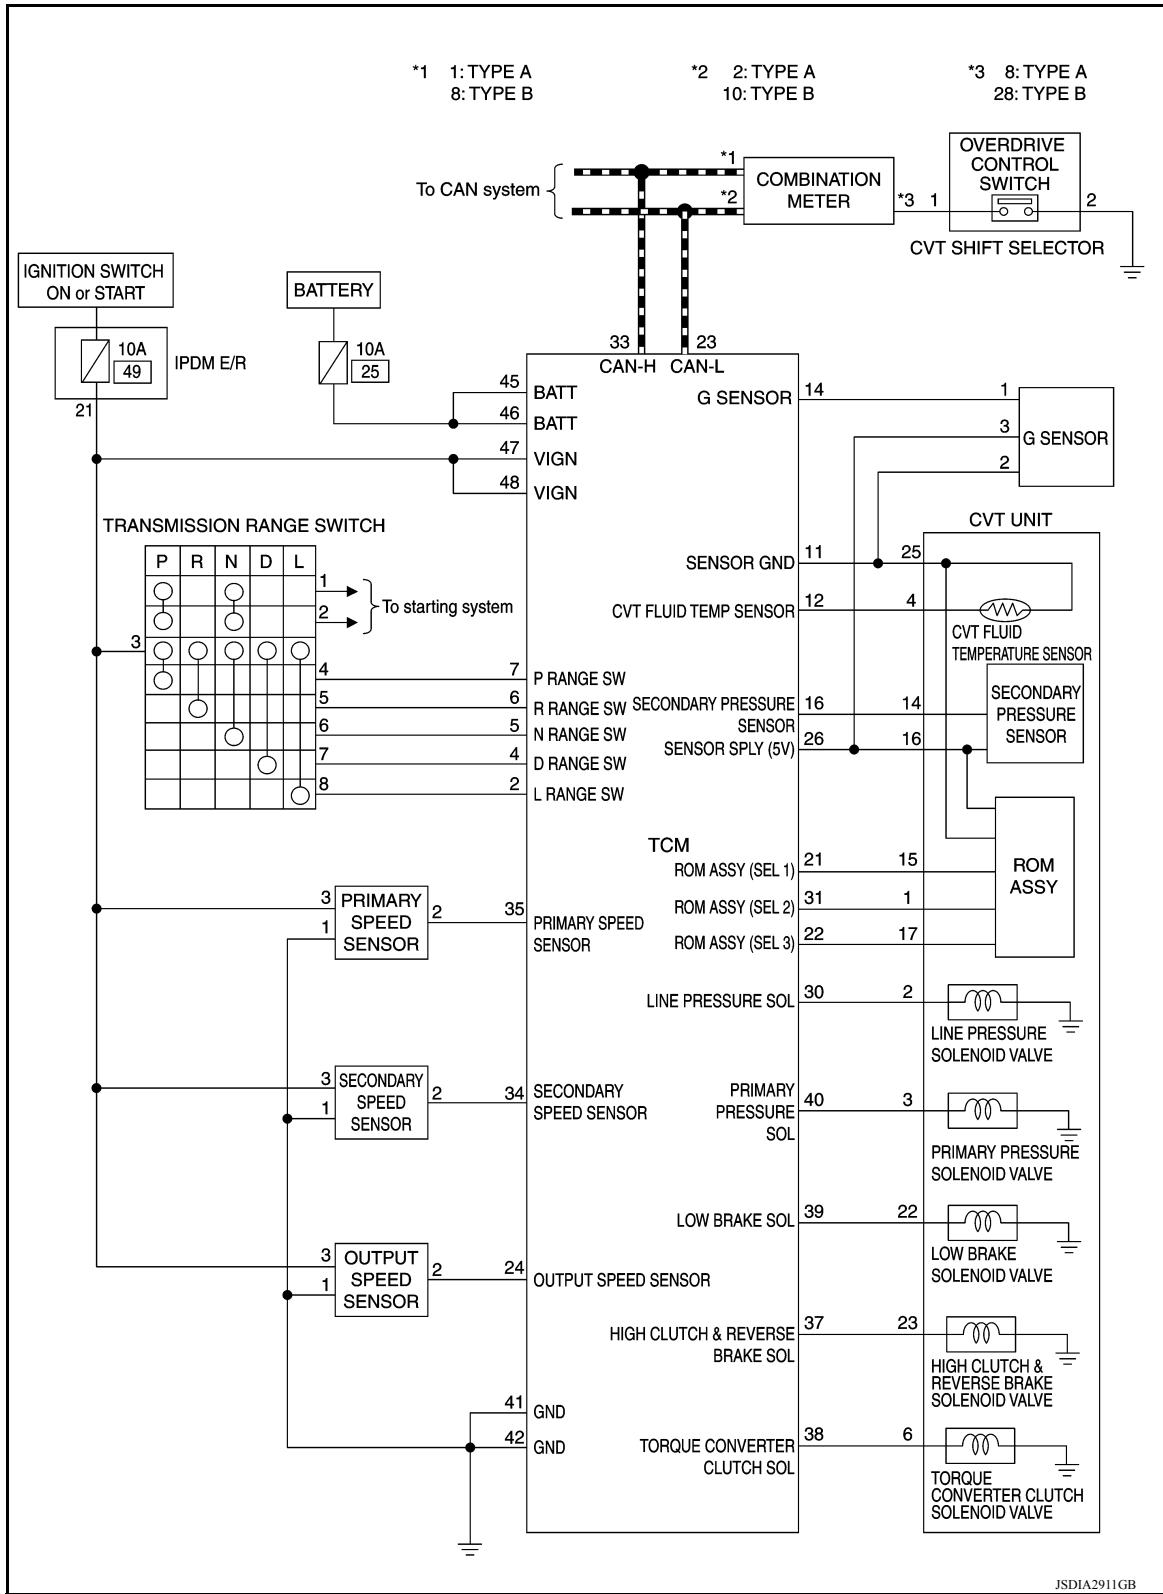 *1 1: TYPE A
8: TYPE B
*2 2: TYPE A
10: TYPE B
*3 8: TYPE A
28: TYPE B
To CAN system
*1
*2
COMBINATION
METER
*3
1
OVERDRIVE
CONTROL
SWITCH
2
CVT SHIFT SELECTOR
IGNITION SWITCH
ON or START
10A
49
IPDM E/R
21
BATTERY
10A
25
33
23
CAN-H
CAN-L
45
BATT
46
BATT
47
VIGN
48
VIGN
G SENSOR
14
1
3
2
G SENSOR
TRANSMISSION RANGE SWITCH
P R N D L
1
2
To starting system
3
4
7
P RANGE SW
5
6
R RANGE SW
6
5
N RANGE SW
7
4
D RANGE SW
8
2
L RANGE SW
CVT UNIT
SENSOR GND
11
25
CVT FLUID TEMP SENSOR
12
4
CVT FLUID
TEMPERATURE SENSOR
SECONDARY PRESSURE
SENSOR
16
14
SECONDARY
PRESSURE
SENSOR
SENSOR SPLY (5V)
26
16
TCM
ROM ASSY (SEL 1)
21
15
ROM ASSY (SEL 2)
31
1
ROM ASSY (SEL 3)
22
17
ROM
ASSY
3
1
PRIMARY
SPEED
SENSOR
2
35
PRIMARY SPEED
SENSOR
LINE PRESSURE SOL
30
2
LINE PRESSURE
SOLENOID VALVE
3
1
SECONDARY
SPEED
SENSOR
2
34
SECONDARY
SPEED SENSOR
PRIMARY
PRESSURE
SOL
40
3
PRIMARY PRESSURE
SOLENOID VALVE
LOW BRAKE SOL
39
22
LOW BRAKE
SOLENOID VALVE
3
1
OUTPUT
SPEED
SENSOR
2
24
OUTPUT SPEED SENSOR
HIGH CLUTCH & REVERSE
BRAKE SOL
37
23
HIGH CLUTCH &
REVERSE BRAKE
SOLENOID VALVE
41
GND
42
GND
TORQUE CONVERTER
CLUTCH SOL
38
6
TORQUE
CONVERTER CLUTCH
SOLENOID VALVE
JSDIA2911GB